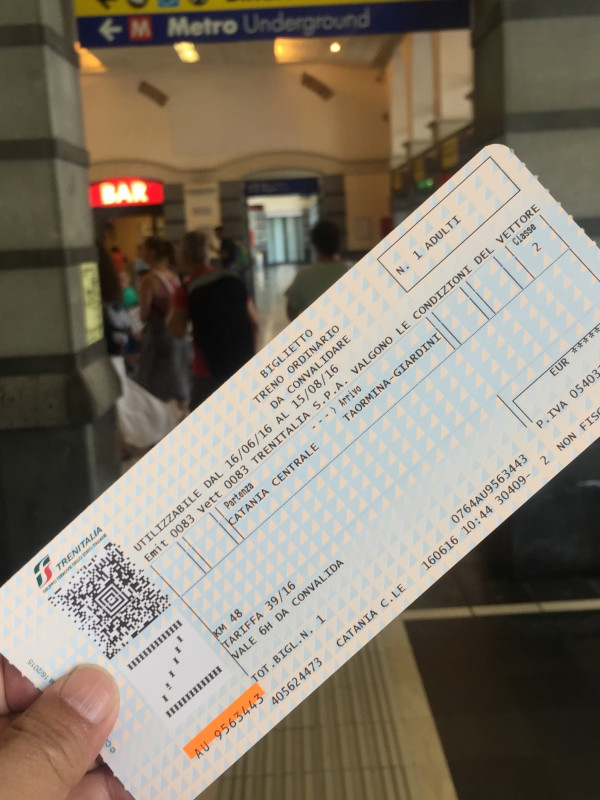 ← M Metro Underground
BAR
N. 1 ADULTI
BIGLIETTO
TRENO ORDINARIO
DA CONVALIDARE
UTILIZZABILE DAL 16/06/16 AL 15/08/16
Emit 0083 Vett 0083 TRENITALIA S.P.A. VALGONO LE CONDIZIONI DEL VETTORE
Partenza Arrivo Classe
CATANIA CENTRALE TAORMINA-GIARDINI 2
KM 48
TARIFFA 39/16
VALE 6H DA CONVALIDA
EUR ******
P.IVA 05403
TOT.BIGL.N. 1
0764AU9563443 2 NON FISC
AU 9563443 405624473 CATANIA C.LE 160616 10:44 30409-
TRENITALIA